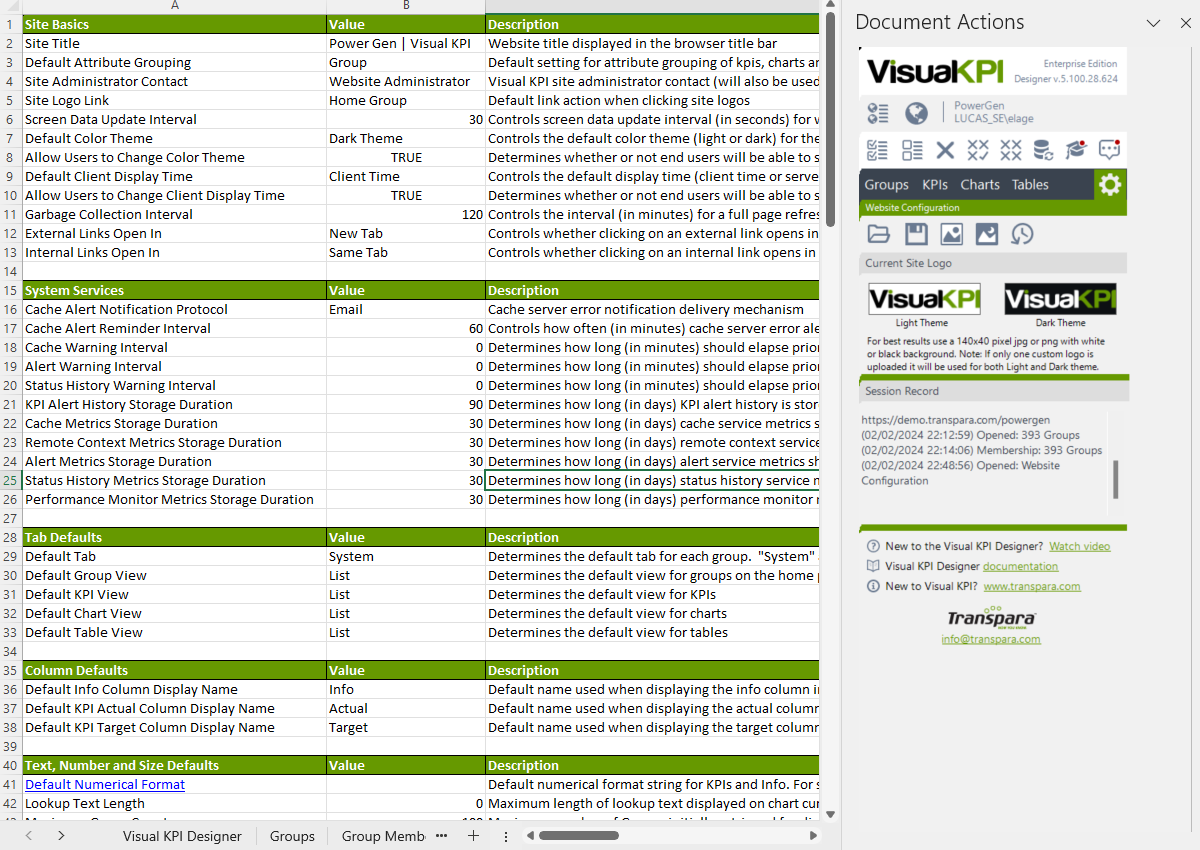 A B
1 Site Basics Value Description
2 Site Title Power Gen | Visual KPI Website title displayed in the browser title bar
3 Default Attribute Grouping Group Default setting for attribute grouping of kpis, charts
4 Site Administrator Contact Website Administrator Visual KPI site administrator contact (will also be used
5 Site Logo Link Home Group Default link action when clicking site logos
6 Screen Data Update Interval 30 Controls screen data update interval (in seconds) for
7 Default Color Theme Dark Theme Controls the default color theme (light or dark) for the
8 Allow Users to Change Color Theme TRUE Determines whether or not end users will be able to
9 Default Client Display Time Client Time Controls the default display time (client time or
10 Allow Users to Change Client Display Time TRUE Determines whether or not end users will be able to
11 Garbage Collection Interval 120 Controls the interval (in minutes) for a full page
12 External Links Open In New Tab Controls whether clicking on an external link opens in
13 Internal Links Open In Same Tab Controls whether clicking on an internal link opens in
14
15 System Services Value Description
16 Cache Alert Notification Protocol Email Cache server error notification delivery mechanism
17 Cache Alert Reminder Interval 60 Controls how often (in minutes) cache server error
18 Cache Warning Interval 0 Determines how long (in minutes) should elapse
19 Alert Warning Interval 0 Determines how long (in minutes) should elapse
20 Status History Warning Interval 0 Determines how long (in minutes) should elapse
21 KPI Alert History Storage Duration 90 Determines how long (in days) KPI alert history is
22 Cache Metrics Storage Duration 30 Determines how long (in days) cache service metrics
23 Remote Context Metrics Storage Duration 30 Determines how long (in days) remote context service
24 Alert Metrics Storage Duration 30 Determines how long (in days) alert service metrics
25 Status History Metrics Storage Duration 30 Determines how long (in days) status history service
26 Performance Monitor Metrics Storage Duration 30 Determines how long (in days) performance monitor
27
28 Tab Defaults Value Description
29 Default Tab System Determines the default tab for each group. "System"
30 Default Group View List Determines the default view for groups on the home
31 Default KPI View List Determines the default view for KPIs
32 Default Chart View List Determines the default view for charts
33 Default Table View List Determines the default view for tables
34
35 Column Defaults Value Description
36 Default Info Column Display Name Info Default name used when displaying the info column
37 Default KPI Actual Column Display Name Actual Default name used when displaying the actual
38 Default KPI Target Column Display Name Target Default name used when displaying the target column
39
40 Text, Number and Size Defaults Value Description
41 Default Numerical Format Default numerical format string for KPIs and Info. For
42 Lookup Text Length 0 Maximum length of lookup text displayed on chart
Visual KPI Designer Groups Group Memb ...
Document Actions
VisualKPI
Enterprise Edition
Designer v.5.100.28.624
PowerGen
LUCAS_SE\elage
Groups KPIs Charts Tables
Website Configuration
Current Site Logo
VisualKPI VisualKPI
Light Theme Dark Theme
For best results use a 140x40 pixel jpg or png with white
or black background. Note: If only one custom logo is
uploaded it will be used for both Light and Dark theme.
Session Record
https://demo.transpara.com/powergen
(02/02/2024 22:12:59) Opened: 393 Groups
(02/02/2024 22:14:06) Membership: 393 Groups
(02/02/2024 22:48:56) Opened: Website
Configuration
New to the Visual KPI Designer? Watch video
Visual KPI Designer documentation
New to Visual KPI? www.transpara.com
Transpara
info@transpara.com